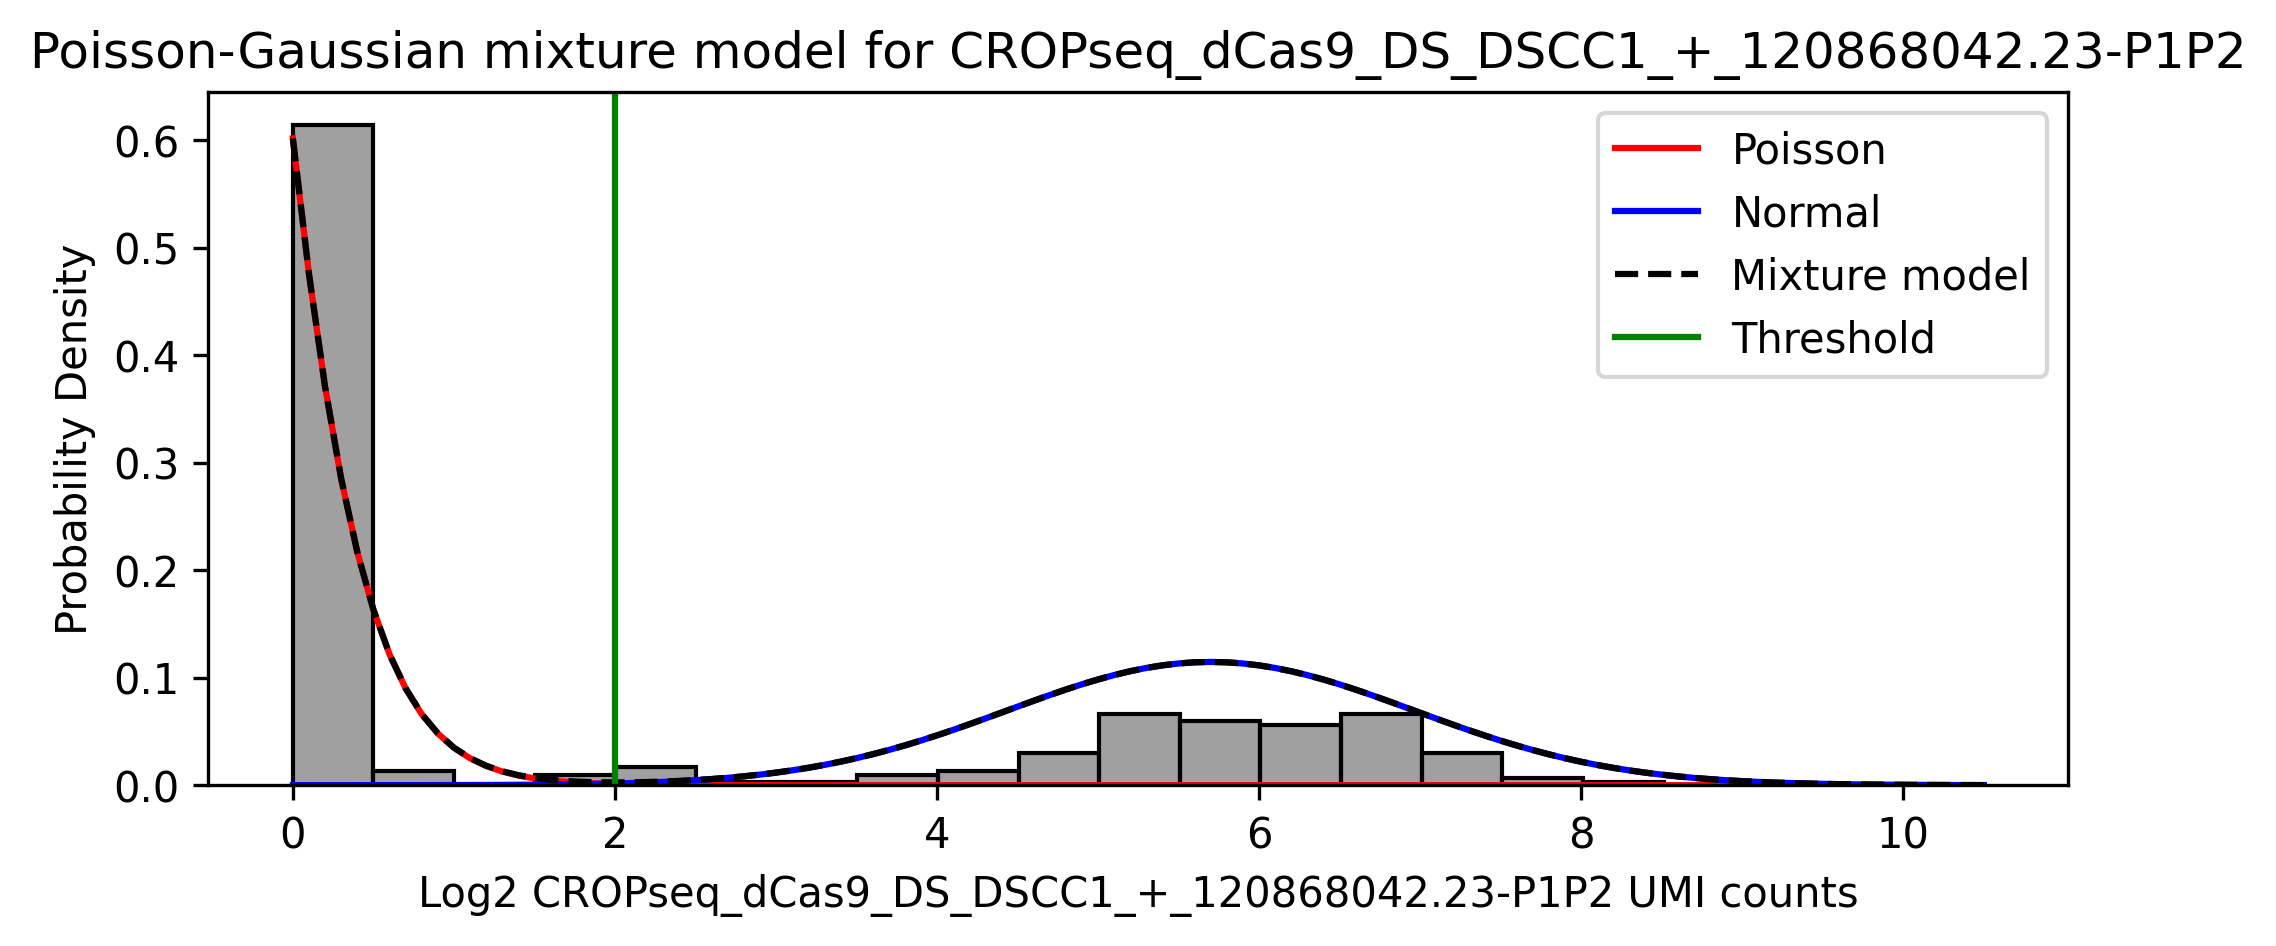 Poisson-Gaussian mixture model for CROPseq_dCas9_DS_DSCC1_+_120868042.23-P1P2
Probability Density
0.6
0.5
0.4
0.3
0.2
0.1
0.0
0
2
4
6
8
10
Poisson
Normal
Mixture model
Threshold
Log2 CROPseq_dCas9_DS_DSCC1_+_120868042.23-P1P2 UMI counts